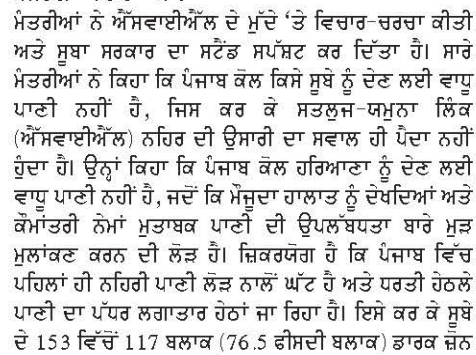 ਮੰਤਰੀਆਂ ਨੇ ਐੱਸਵਾਈਐੱਲ ਦੇ ਮੁੱਦੇ ‘ਤੇ ਵਿਚਾਰ-ਚਰਚਾ ਕੀਤੀ
ਅਤੇ ਸੂਬਾ ਸਰਕਾਰ ਦਾ ਸਟੈਂਡ ਸਪੱਸ਼ਟ ਕਰ ਦਿੱਤਾ ਹੈ। ਸਾਰੇ
ਮੰਤਰੀਆਂ ਨੇ ਕਿਹਾ ਕਿ ਪੰਜਾਬ ਕੋਲ ਕਿਸੇ ਸੂਬੇ ਨੂੰ ਦੇਣ ਲਈ ਵਾਧੂ
ਪਾਣੀ ਨਹੀਂ ਹੈ, ਜਿਸ ਕਰ ਕੇ ਸਤਲੁਜ-ਯਮੁਨਾ ਲਿੰਕ
(ਐੱਸਵਾਈਐੱਲ) ਨਹਿਰ ਦੀ ਉਸਾਰੀ ਦਾ ਸਵਾਲ ਹੀ ਪੈਦਾ ਨਹੀਂ
ਹੁੰਦਾ ਹੈ। ਉਨ੍ਹਾਂ ਕਿਹਾ ਕਿ ਪੰਜਾਬ ਕੋਲ ਹਰਿਆਣਾ ਨੂੰ ਦੇਣ ਲਈ
ਵਾਧੂ ਪਾਣੀ ਨਹੀਂ ਹੈ, ਜਦੋਂ ਕਿ ਮੌਜੂਦਾ ਹਾਲਾਤ ਨੂੰ ਦੇਖਦਿਆਂ ਅਤੇ
ਕੌਮਾਂਤਰੀ ਨੇਮਾਂ ਮੁਤਾਬਕ ਪਾਣੀ ਦੀ ਉਪਲੱਬਧਤਾ ਬਾਰੇ ਮੁੜ
ਮੁਲਾਂਕਣ ਕਰਨ ਦੀ ਲੋੜ ਹੈ। ਜ਼ਿਕਰਯੋਗ ਹੈ ਕਿ ਪੰਜਾਬ ਵਿੱਚ
ਪਹਿਲਾਂ ਹੀ ਨਹਿਰੀ ਪਾਣੀ ਲੋੜ ਨਾਲੋਂ ਘੱਟ ਹੈ ਅਤੇ ਧਰਤੀ ਹੇਠਲੇ
ਪਾਣੀ ਦਾ ਪੱਧਰ ਲਗਾਤਾਰ ਹੇਠਾਂ ਜਾ ਰਿਹਾ ਹੈ। ਇਸੇ ਕਰ ਕੇ ਸੂਬੇ
ਦੇ 153 ਵਿੱਚੋਂ 117 ਬਲਾਕ (76.5 ਫੀਸਦੀ ਬਲਾਕ) ਡਾਰਕ ਜ਼ੋਨ